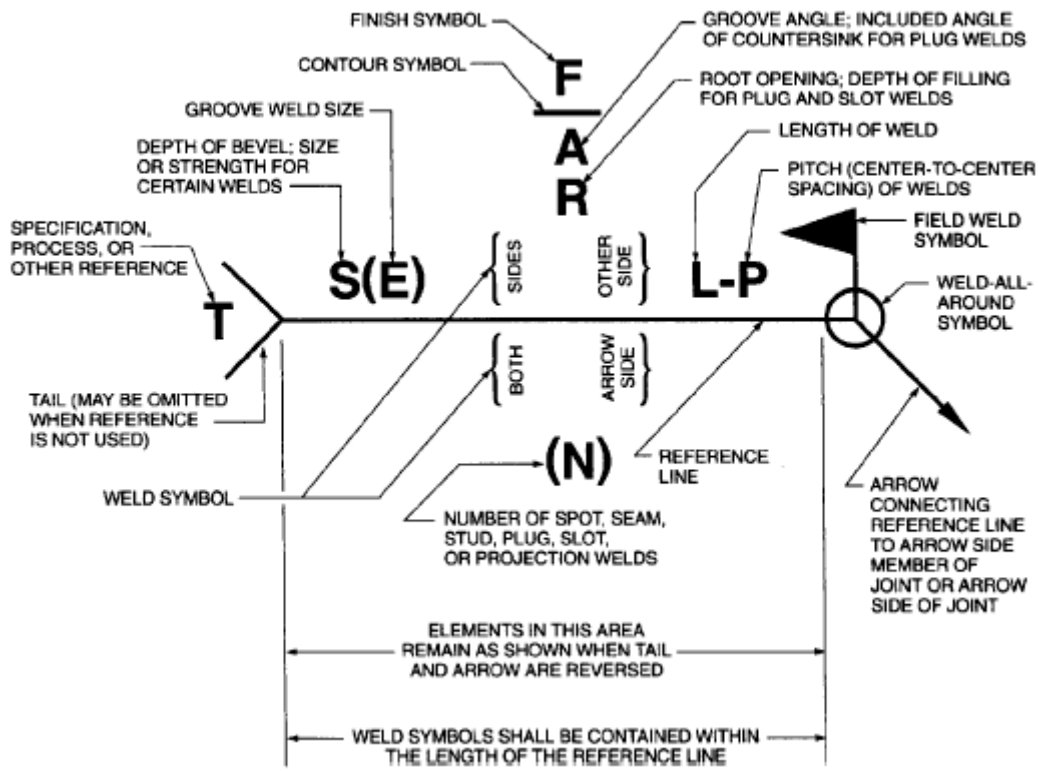 FINISH SYMBOL
CONTOUR SYMBOL
F
GROOVE ANGLE; INCLUDED ANGLE
OF COUNTERSINK FOR PLUG WELDS
A
ROOT OPENING; DEPTH OF FILLING
FOR PLUG AND SLOT WELDS
R
GROOVE WELD SIZE
DEPTH OF BEVEL; SIZE
OR STRENGTH FOR
CERTAIN WELDS
LENGTH OF WELD
PITCH (CENTER-TO-CENTER
SPACING) OF WELDS
SPECIFICATION,
PROCESS, OR
OTHER REFERENCE
T
S(E)
SIDES
OTHER
SIDE
L-P
FIELD WELD
SYMBOL
WELD-ALL-
AROUND
SYMBOL
BOTH
ARROW
SIDE
TAIL (MAY BE OMITTED
WHEN REFERENCE
IS NOT USED)
WELD SYMBOL
(N)
REFERENCE
LINE
NUMBER OF SPOT, SEAM,
STUD, PLUG, SLOT,
OR PROJECTION WELDS
ARROW
CONNECTING
REFERENCE LINE
TO ARROW SIDE
MEMBER OF
JOINT OR ARROW
SIDE OF JOINT
ELEMENTS IN THIS AREA
REMAIN AS SHOWN WHEN TAIL
AND ARROW ARE REVERSED
WELD SYMBOLS SHALL BE CONTAINED WITHIN
THE LENGTH OF THE REFERENCE LINE